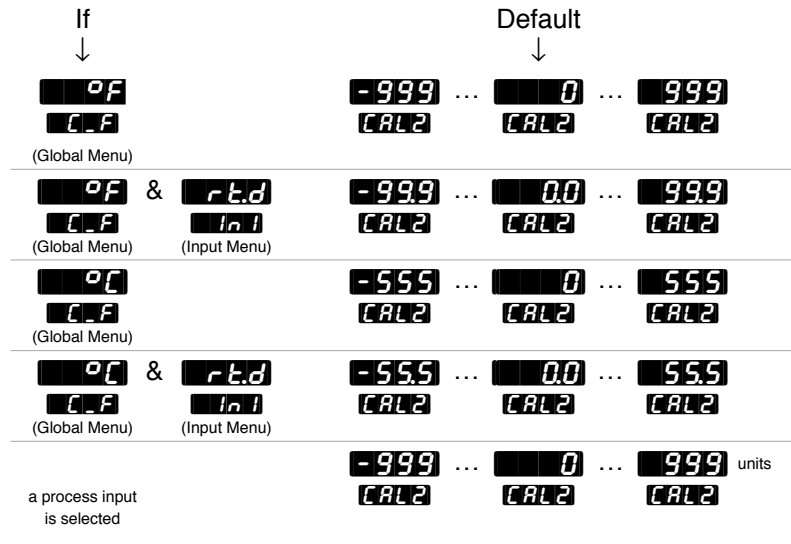 If Default
↓ ↓
°F -999 ... 0 ... 999
C_F CAL2 CAL2 CAL2
(Global Menu)
°F & rt.d -99.9 ... 0.0 ... 99.9
C_F In1 CAL2 CAL2 CAL2
(Global Menu) (Input Menu)
°C -555 ... 0 ... 555
C_F CAL2 CAL2 CAL2
(Global Menu)
°C & rt.d -55.5 ... 0.0 ... 55.5
C_F In1 CAL2 CAL2 CAL2
(Global Menu) (Input Menu)
-999 ... 0 ... 999 units
CAL2 CAL2 CAL2
a process input
is selected